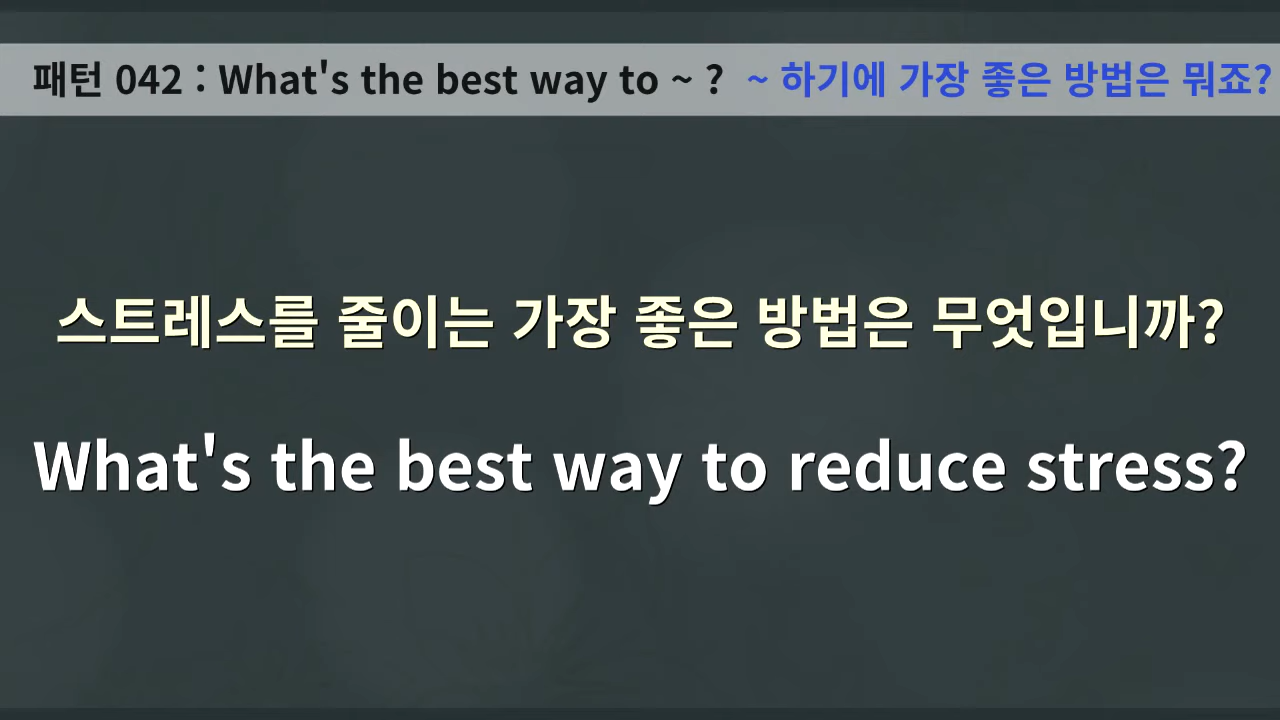 패턴 042 : What's the best way to ~ ? ~ 하기에 가장 좋은 방법은 뭐죠?
스트레스를 줄이는 가장 좋은 방법은 무엇입니까?
What's the best way to reduce stress?